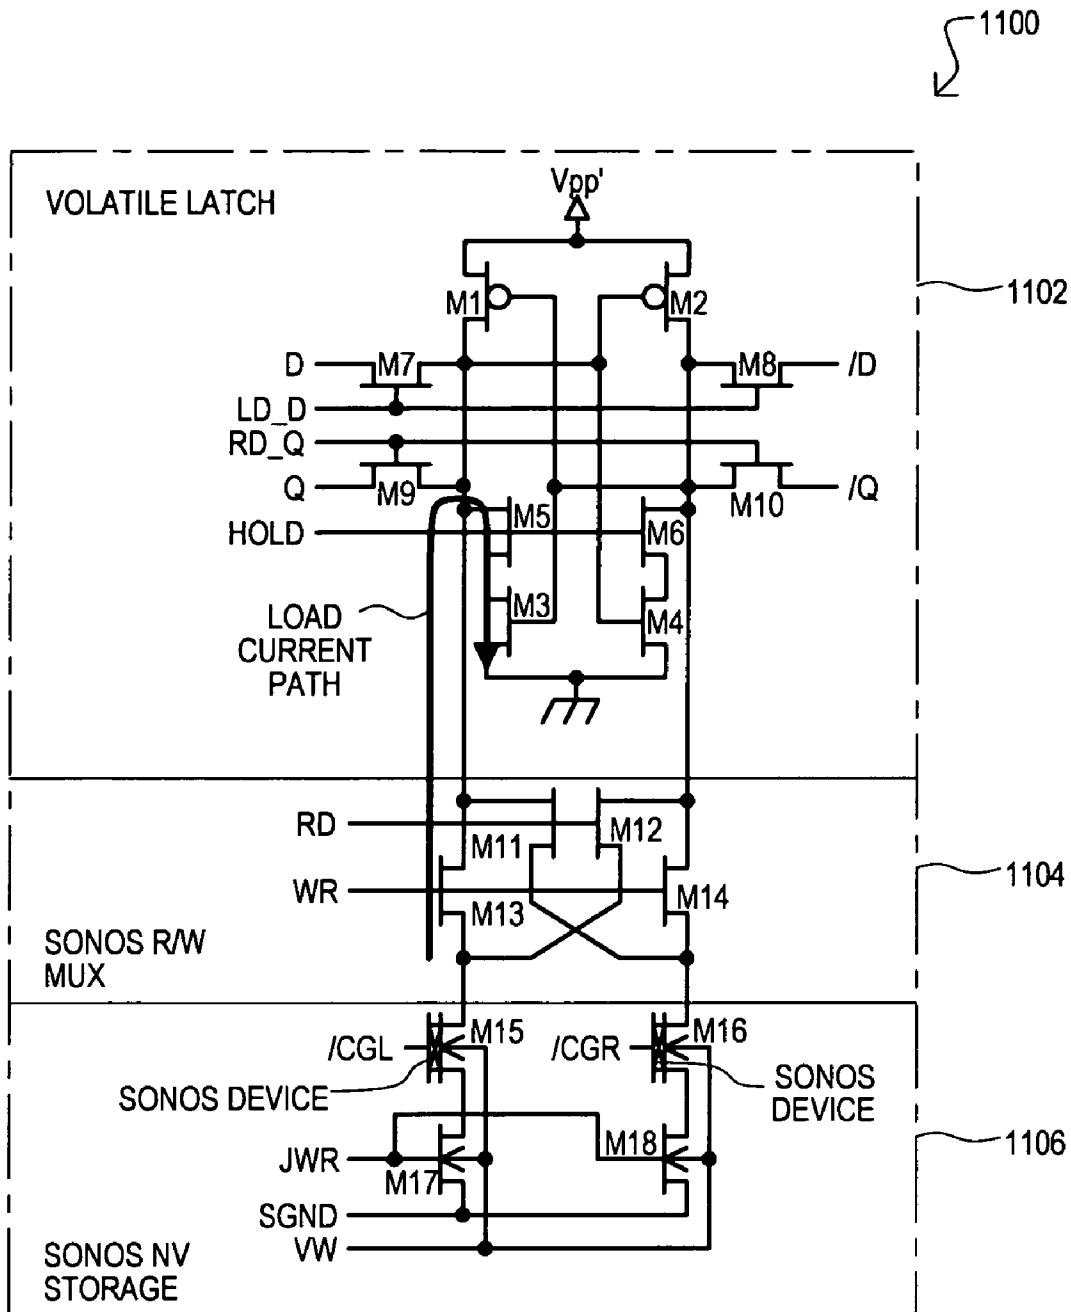 1100
Vpp'
VOLATILE LATCH
M1
M2
1102
D
M7
M8
/D
LD_D
RD_Q
Q
M9
M10
/Q
M5
M6
HOLD
M3
M4
LOAD
CURRENT
PATH
RD
M11
M12
WR
M13
M14
1104
SONOS R/W
MUX
M15
M16
/CGL
/CGR
SONOS DEVICE
SONOS
DEVICE
M18
1106
JWR
M17
SGND
VW
SONOS NV
STORAGE